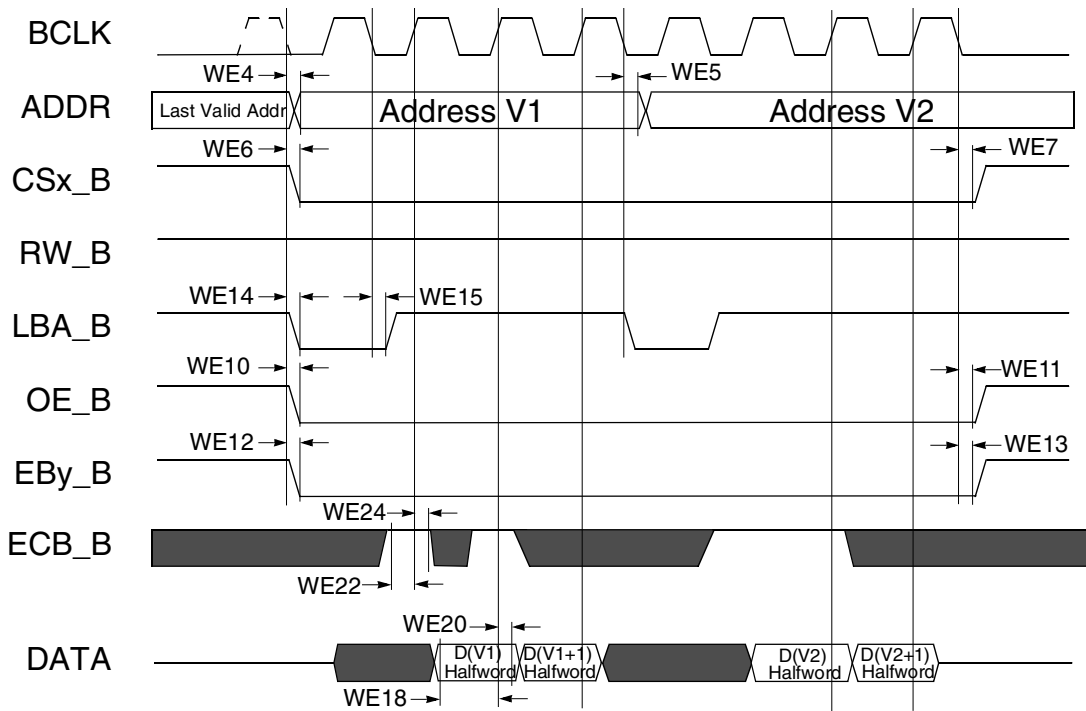 BCLK
WE4
WE5
ADDR
Last Valid Addr
Address V1
Address V2
WE6
WE7
CSx_B
RW_B
WE14
WE15
LBA_B
WE10
WE11
OE_B
WE12
WE13
EBy_B
WE24
ECB_B
WE22
WE20
DATA
D(V1)
Halfword
D(V1+1)
Halfword
D(V2)
Halfword
D(V2+1)
Halfword
WE18